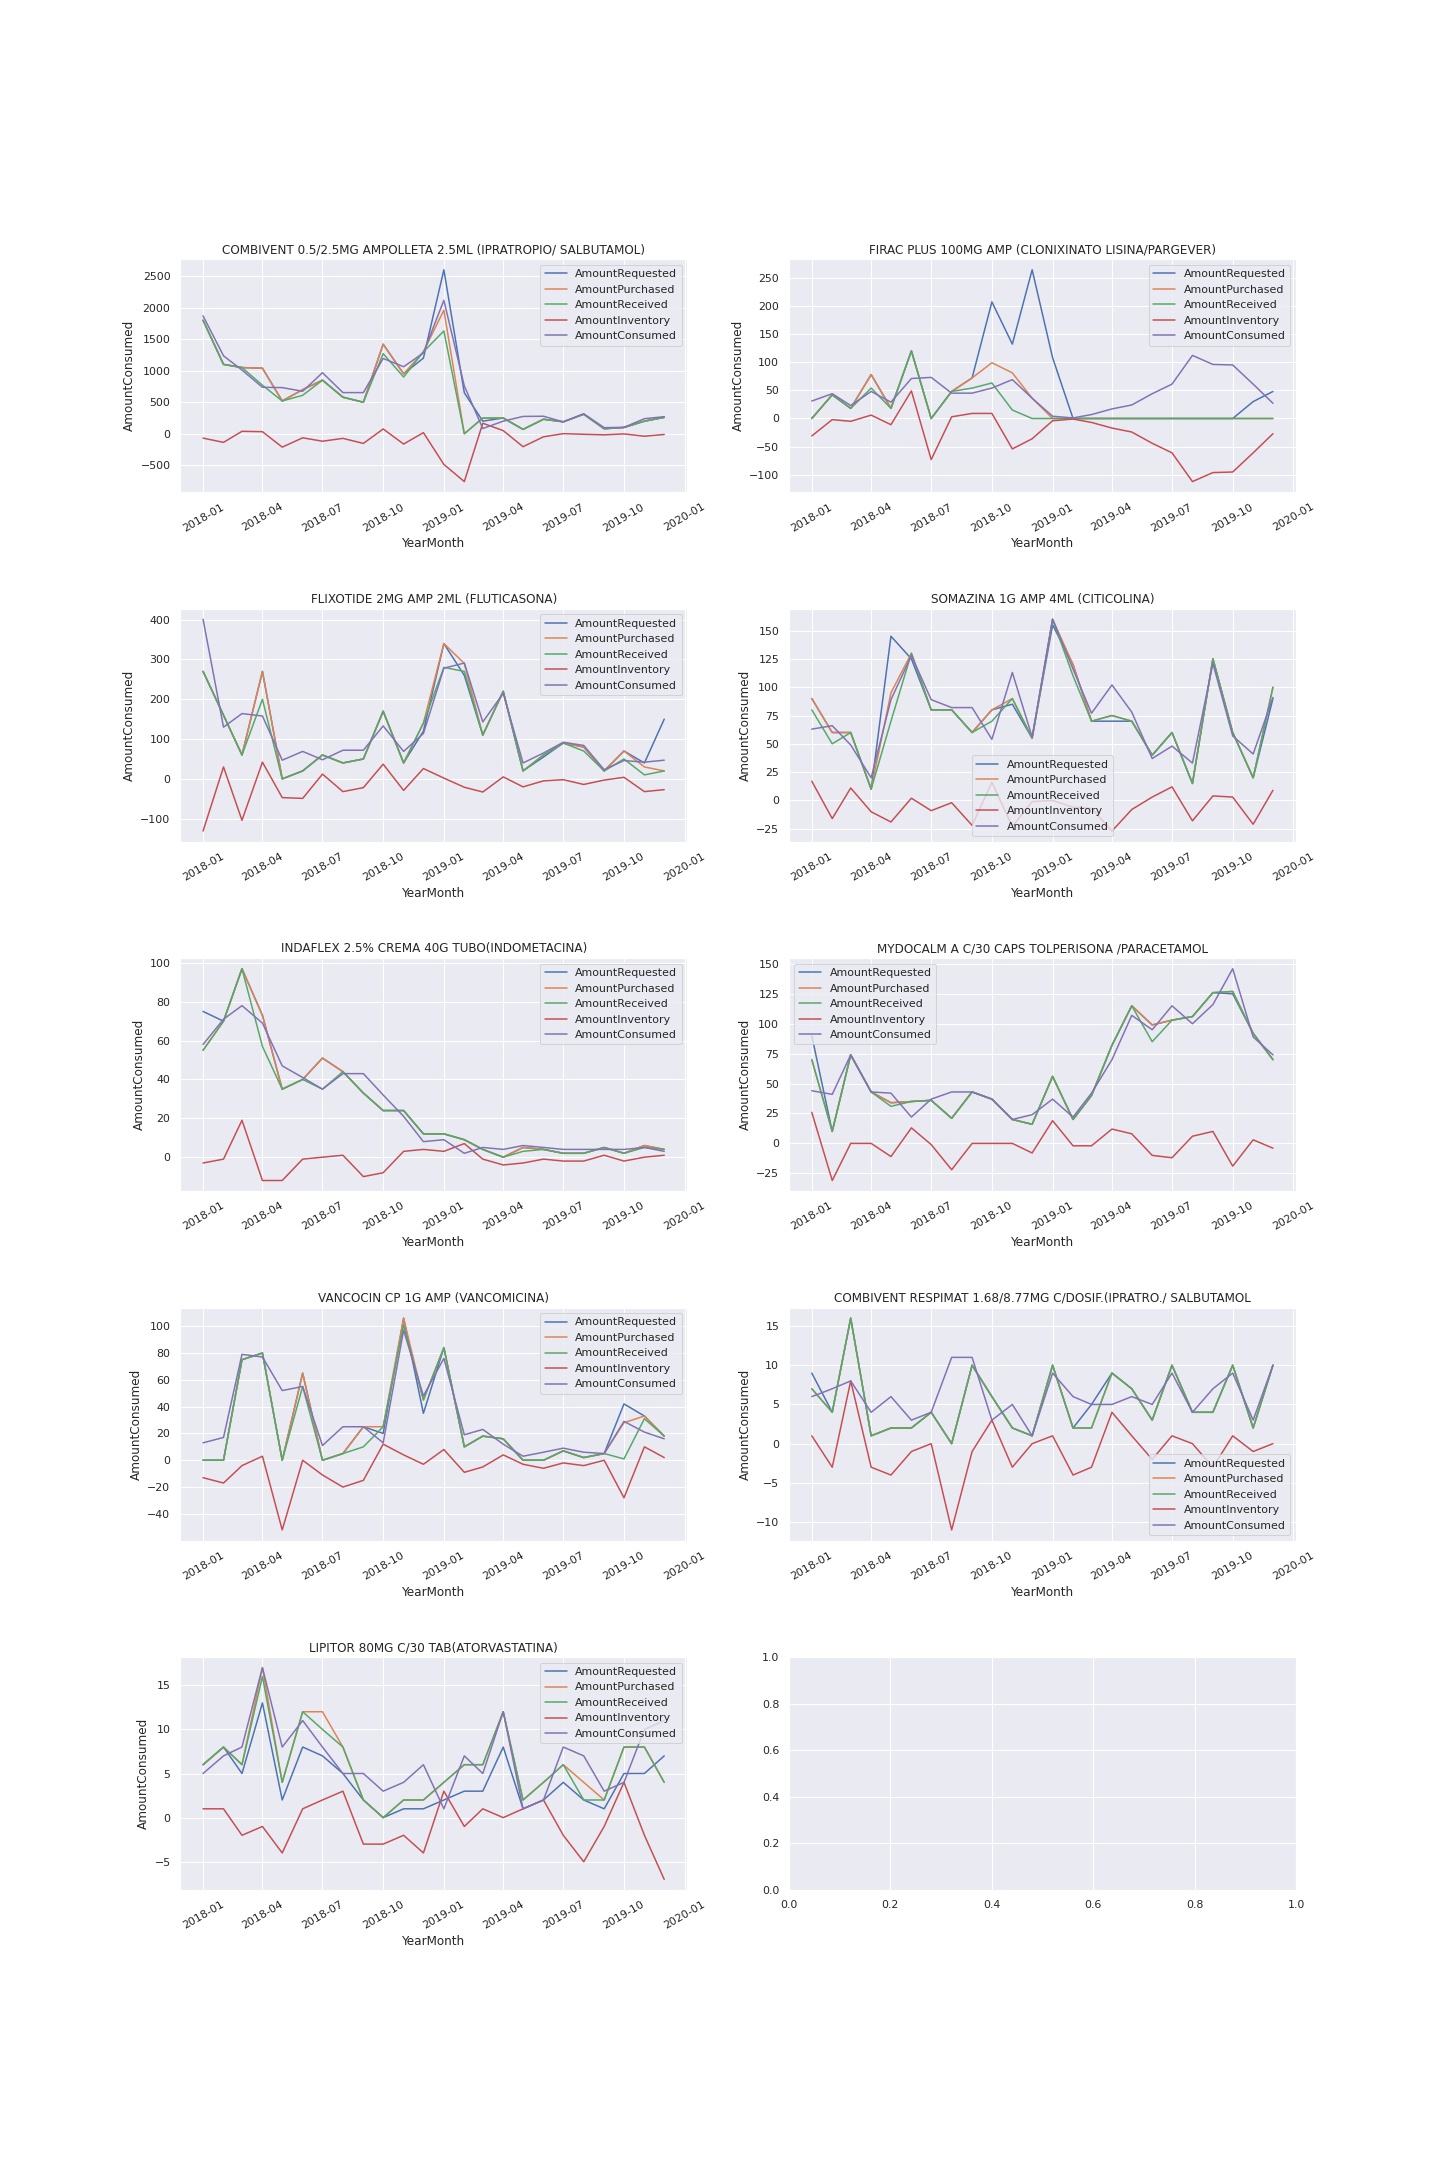 COMBIVENT 0.5/2.5MG AMPOLLETA 2.5ML (IPRATROPIO/ SALBUTAMOL)
AmountConsumed
2500
2000
1500
1000
500
0
−500
AmountRequested
AmountPurchased
AmountReceived
AmountInventory
AmountConsumed
2018-01 2018-04 2018-07 2018-10 2019-01 2019-04 2019-07 2019-10 2020-01
YearMonth
FIRAC PLUS 100MG AMP (CLONIXINATO LISINA/PARGEVER)
AmountConsumed
250
200
150
100
50
0
−50
−100
AmountRequested
AmountPurchased
AmountReceived
AmountInventory
AmountConsumed
2018-01 2018-04 2018-07 2018-10 2019-01 2019-04 2019-07 2019-10 2020-01
YearMonth
FLIXOTIDE 2MG AMP 2ML (FLUTICASONA)
AmountConsumed
400
300
200
100
0
−100
AmountRequested
AmountPurchased
AmountReceived
AmountInventory
AmountConsumed
2018-01 2018-04 2018-07 2018-10 2019-01 2019-04 2019-07 2019-10 2020-01
YearMonth
SOMAZINA 1G AMP 4ML (CITICOLINA)
AmountConsumed
150
125
100
75
50
25
0
−25
AmountRequested
AmountPurchased
AmountReceived
AmountInventory
AmountConsumed
2018-01 2018-04 2018-07 2018-10 2019-01 2019-04 2019-07 2019-10 2020-01
YearMonth
INDAFLEX 2.5% CREMA 40G TUBO(INDOMETACINA)
AmountConsumed
100
80
60
40
20
0
AmountRequested
AmountPurchased
AmountReceived
AmountInventory
AmountConsumed
2018-01 2018-04 2018-07 2018-10 2019-01 2019-04 2019-07 2019-10 2020-01
YearMonth
MYDOCALM A C/30 CAPS TOLPERISONA /PARACETAMOL
AmountConsumed
150
125
100
75
50
25
0
−25
AmountRequested
AmountPurchased
AmountReceived
AmountInventory
AmountConsumed
2018-01 2018-04 2018-07 2018-10 2019-01 2019-04 2019-07 2019-10 2020-01
YearMonth
VANCOCIN CP 1G AMP (VANCOMICINA)
AmountConsumed
100
80
60
40
20
0
−20
−40
AmountRequested
AmountPurchased
AmountReceived
AmountInventory
AmountConsumed
2018-01 2018-04 2018-07 2018-10 2019-01 2019-04 2019-07 2019-10 2020-01
YearMonth
COMBIVENT RESPIMAT 1.68/8.77MG C/DOSIF.(IPRATRO./ SALBUTAMOL
AmountConsumed
15
10
5
0
−5
−10
AmountRequested
AmountPurchased
AmountReceived
AmountInventory
AmountConsumed
2018-01 2018-04 2018-07 2018-10 2019-01 2019-04 2019-07 2019-10 2020-01
YearMonth
LIPITOR 80MG C/30 TAB(ATORVASTATINA)
AmountConsumed
15
10
5
0
−5
AmountRequested
AmountPurchased
AmountReceived
AmountInventory
AmountConsumed
2018-01 2018-04 2018-07 2018-10 2019-01 2019-04 2019-07 2019-10 2020-01
YearMonth
1.0
0.8
0.6
0.4
0.2
0.0
0.0 0.2 0.4 0.6 0.8 1.0